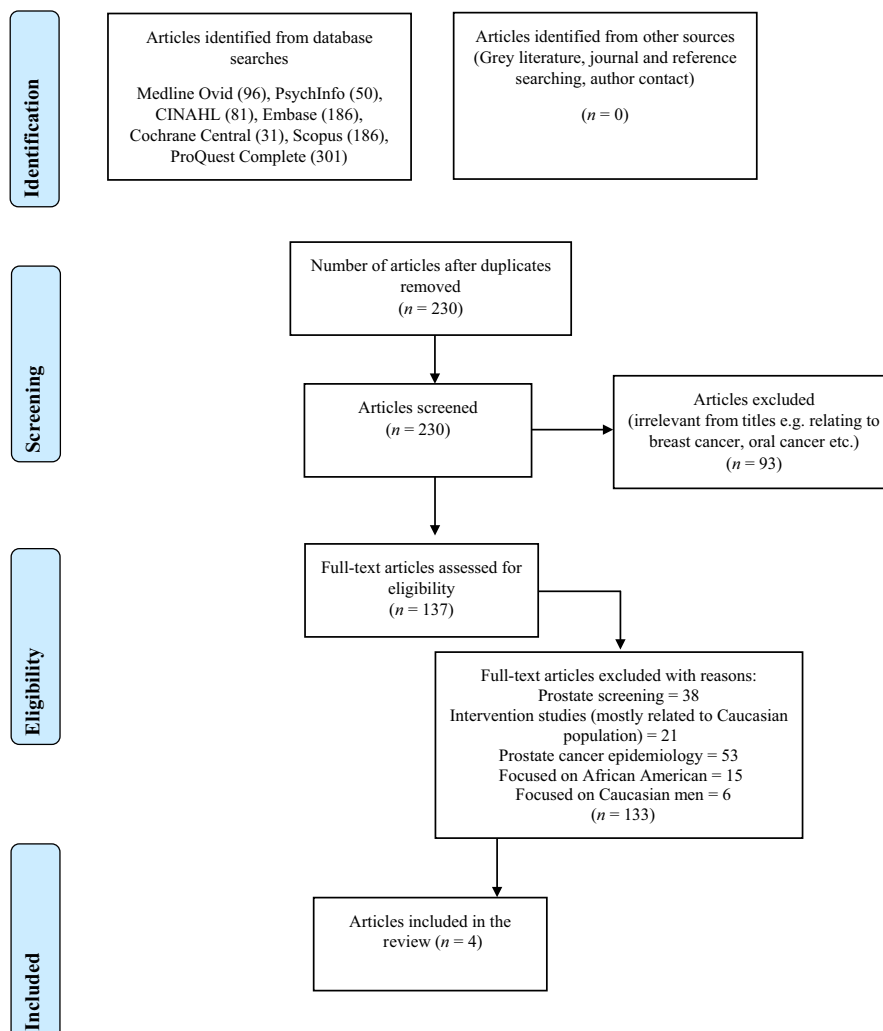 Identification
Articles identified from database
searches
Medline Ovid (96), PsychInfo (50),
CINAHL (81), Embase (186),
Cochrane Central (31), Scopus (186),
ProQuest Complete (301)
Articles identified from other sources
(Grey literature, journal and reference
searching, author contact)
(n = 0)
Screening
Number of articles after duplicates
removed
(n = 230)
Articles screened
(n = 230)
Articles excluded
(irrelevant from titles e.g. relating to
breast cancer, oral cancer etc.)
(n = 93)
Eligibility
Full-text articles assessed for
eligibility
(n = 137)
Full-text articles excluded with reasons:
Prostate screening = 38
Intervention studies (mostly related to Caucasian
population) = 21
Prostate cancer epidemiology = 53
Focused on African American = 15
Focused on Caucasian men = 6
(n = 133)
Included
Articles included in the
review (n = 4)